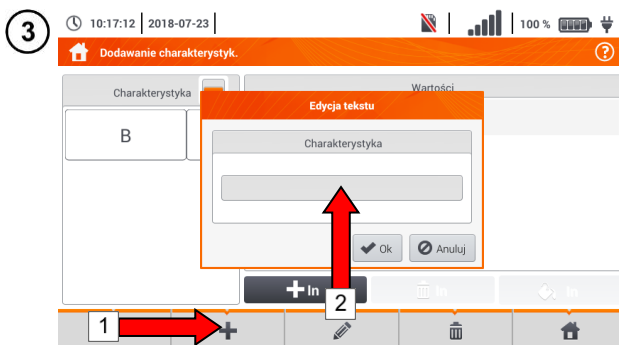 3
10:17:12 2018-07-23 100 %
Dodawanie charakterystyk. ?
Charakterystyka Wartości
Edycja tekstu
B
Charakterystyka
Ok Anuluj
In In In
2
1